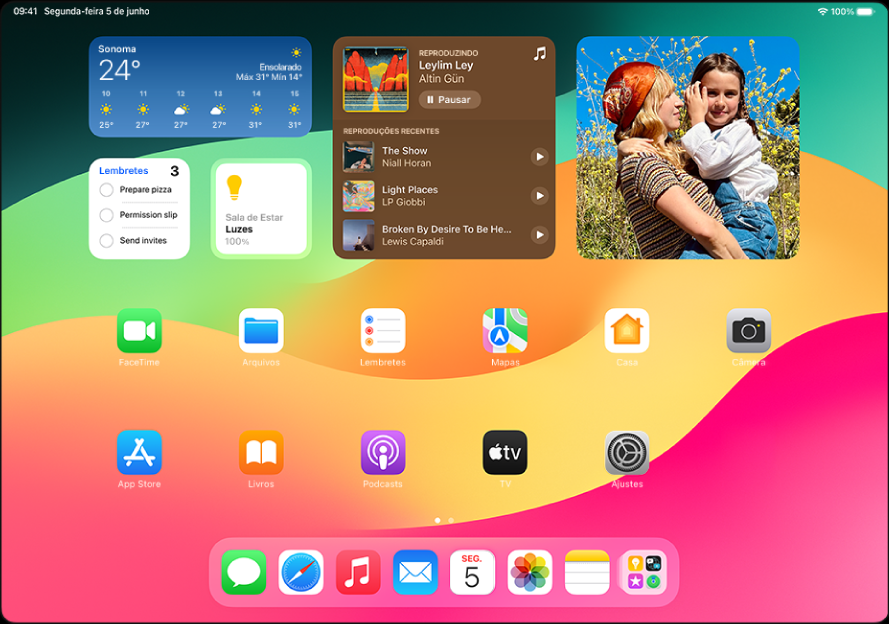 09:41 Segunda-feira 5 de junho
100%
Sonoma
24°
Ensolarado
Máx 31° Mín 14°
10 11 12 13 14 15
25° 27° 27° 27° 31° 31°
REPRODUZINDO
Leylim Ley
Altin Gün
Pausar
REPRODUÇÕES RECENTES
The Show
Niall Horan
Light Places
LP Giobbi
Broken By Desire To Be He...
Lewis Capaldi
Lembretes 3
Prepare pizza
Permission slip
Send invites
Sala de Estar
Luzes
100%
FaceTime
Arquivos
Lembretes
Mapas
Casa
Câmera
tv
App Store
Livros
Podcasts
TV
Ajustes
SEG.
5